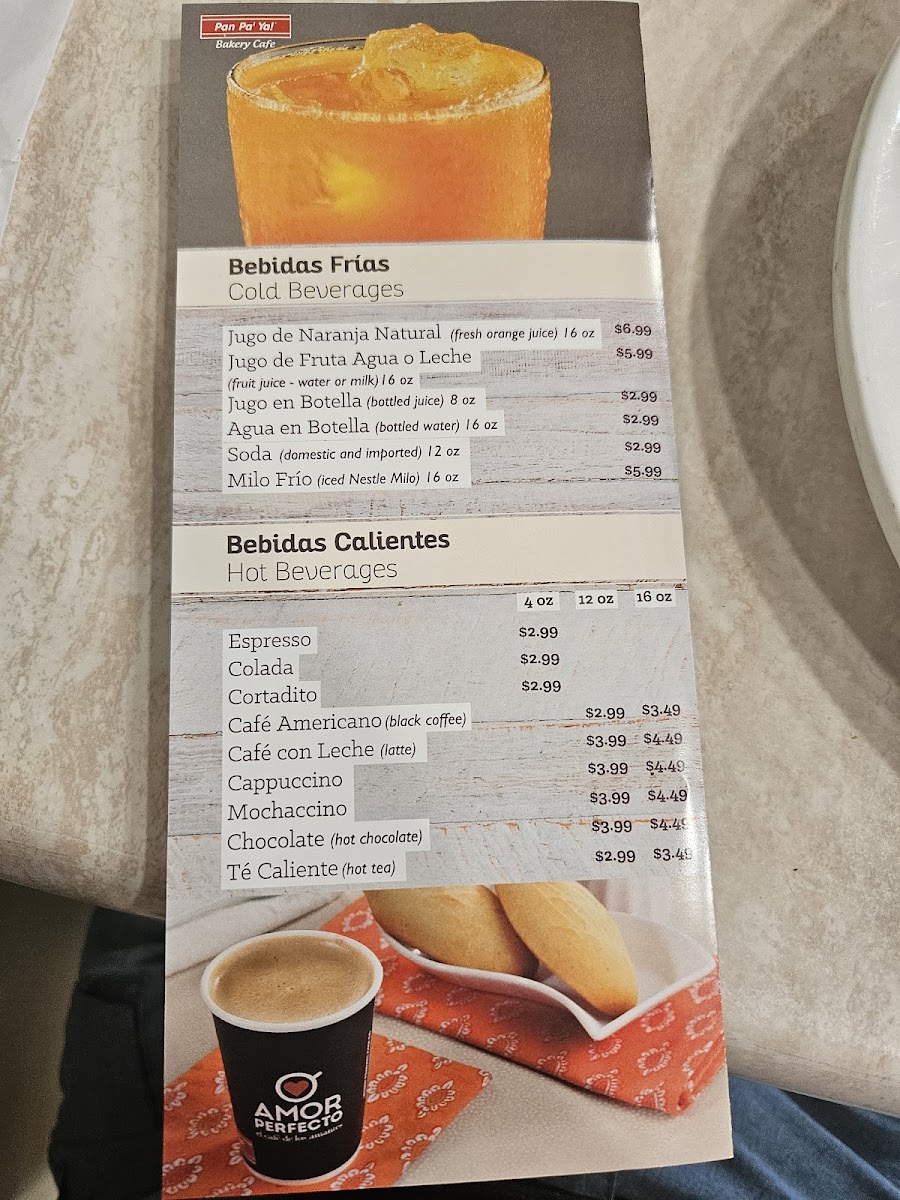 Pan Pa' Ya!
Bakery Cafe
Bebidas Frías
Cold Beverages
Jugo de Naranja Natural (fresh orange juice) 16 oz $6.99
Jugo de Fruta Agua o Leche $5.99
(fruit juice - water or milk) 16 oz
Jugo en Botella (bottled juice) 8 oz $2.99
Agua en Botella (bottled water) 16 oz $2.99
Soda (domestic and imported) 12 oz $2.99
Milo Frío (iced Nestle Milo) 16 oz $5.99
Bebidas Calientes
Hot Beverages
4 oz 12 oz 16 oz
Espresso $2.99
Colada $2.99
Cortadito $2.99
Café Americano (black coffee) $2.99 $3.49
Café con Leche (latte) $3.99 $4.49
Cappuccino $3.99 $4.49
Mochaccino $3.99 $4.49
Chocolate (hot chocolate) $3.99 $4.49
Té Caliente (hot tea) $2.99 $3.49
AMOR
PERFECTO
el café de los amantes